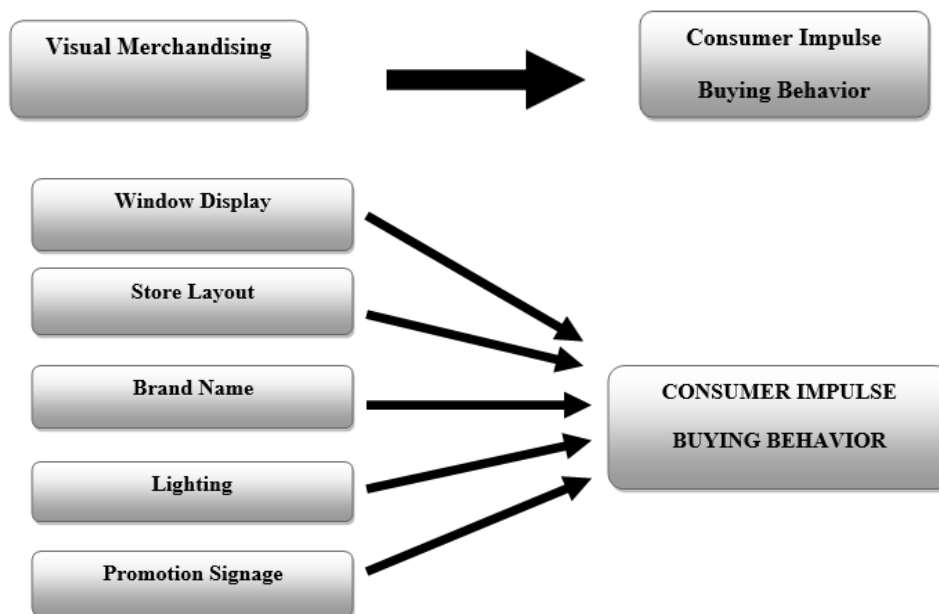 Visual Merchandising
Consumer Impulse
Buying Behavior
Window Display
Store Layout
Brand Name
Lighting
Promotion Signage
CONSUMER IMPULSE
BUYING BEHAVIOR